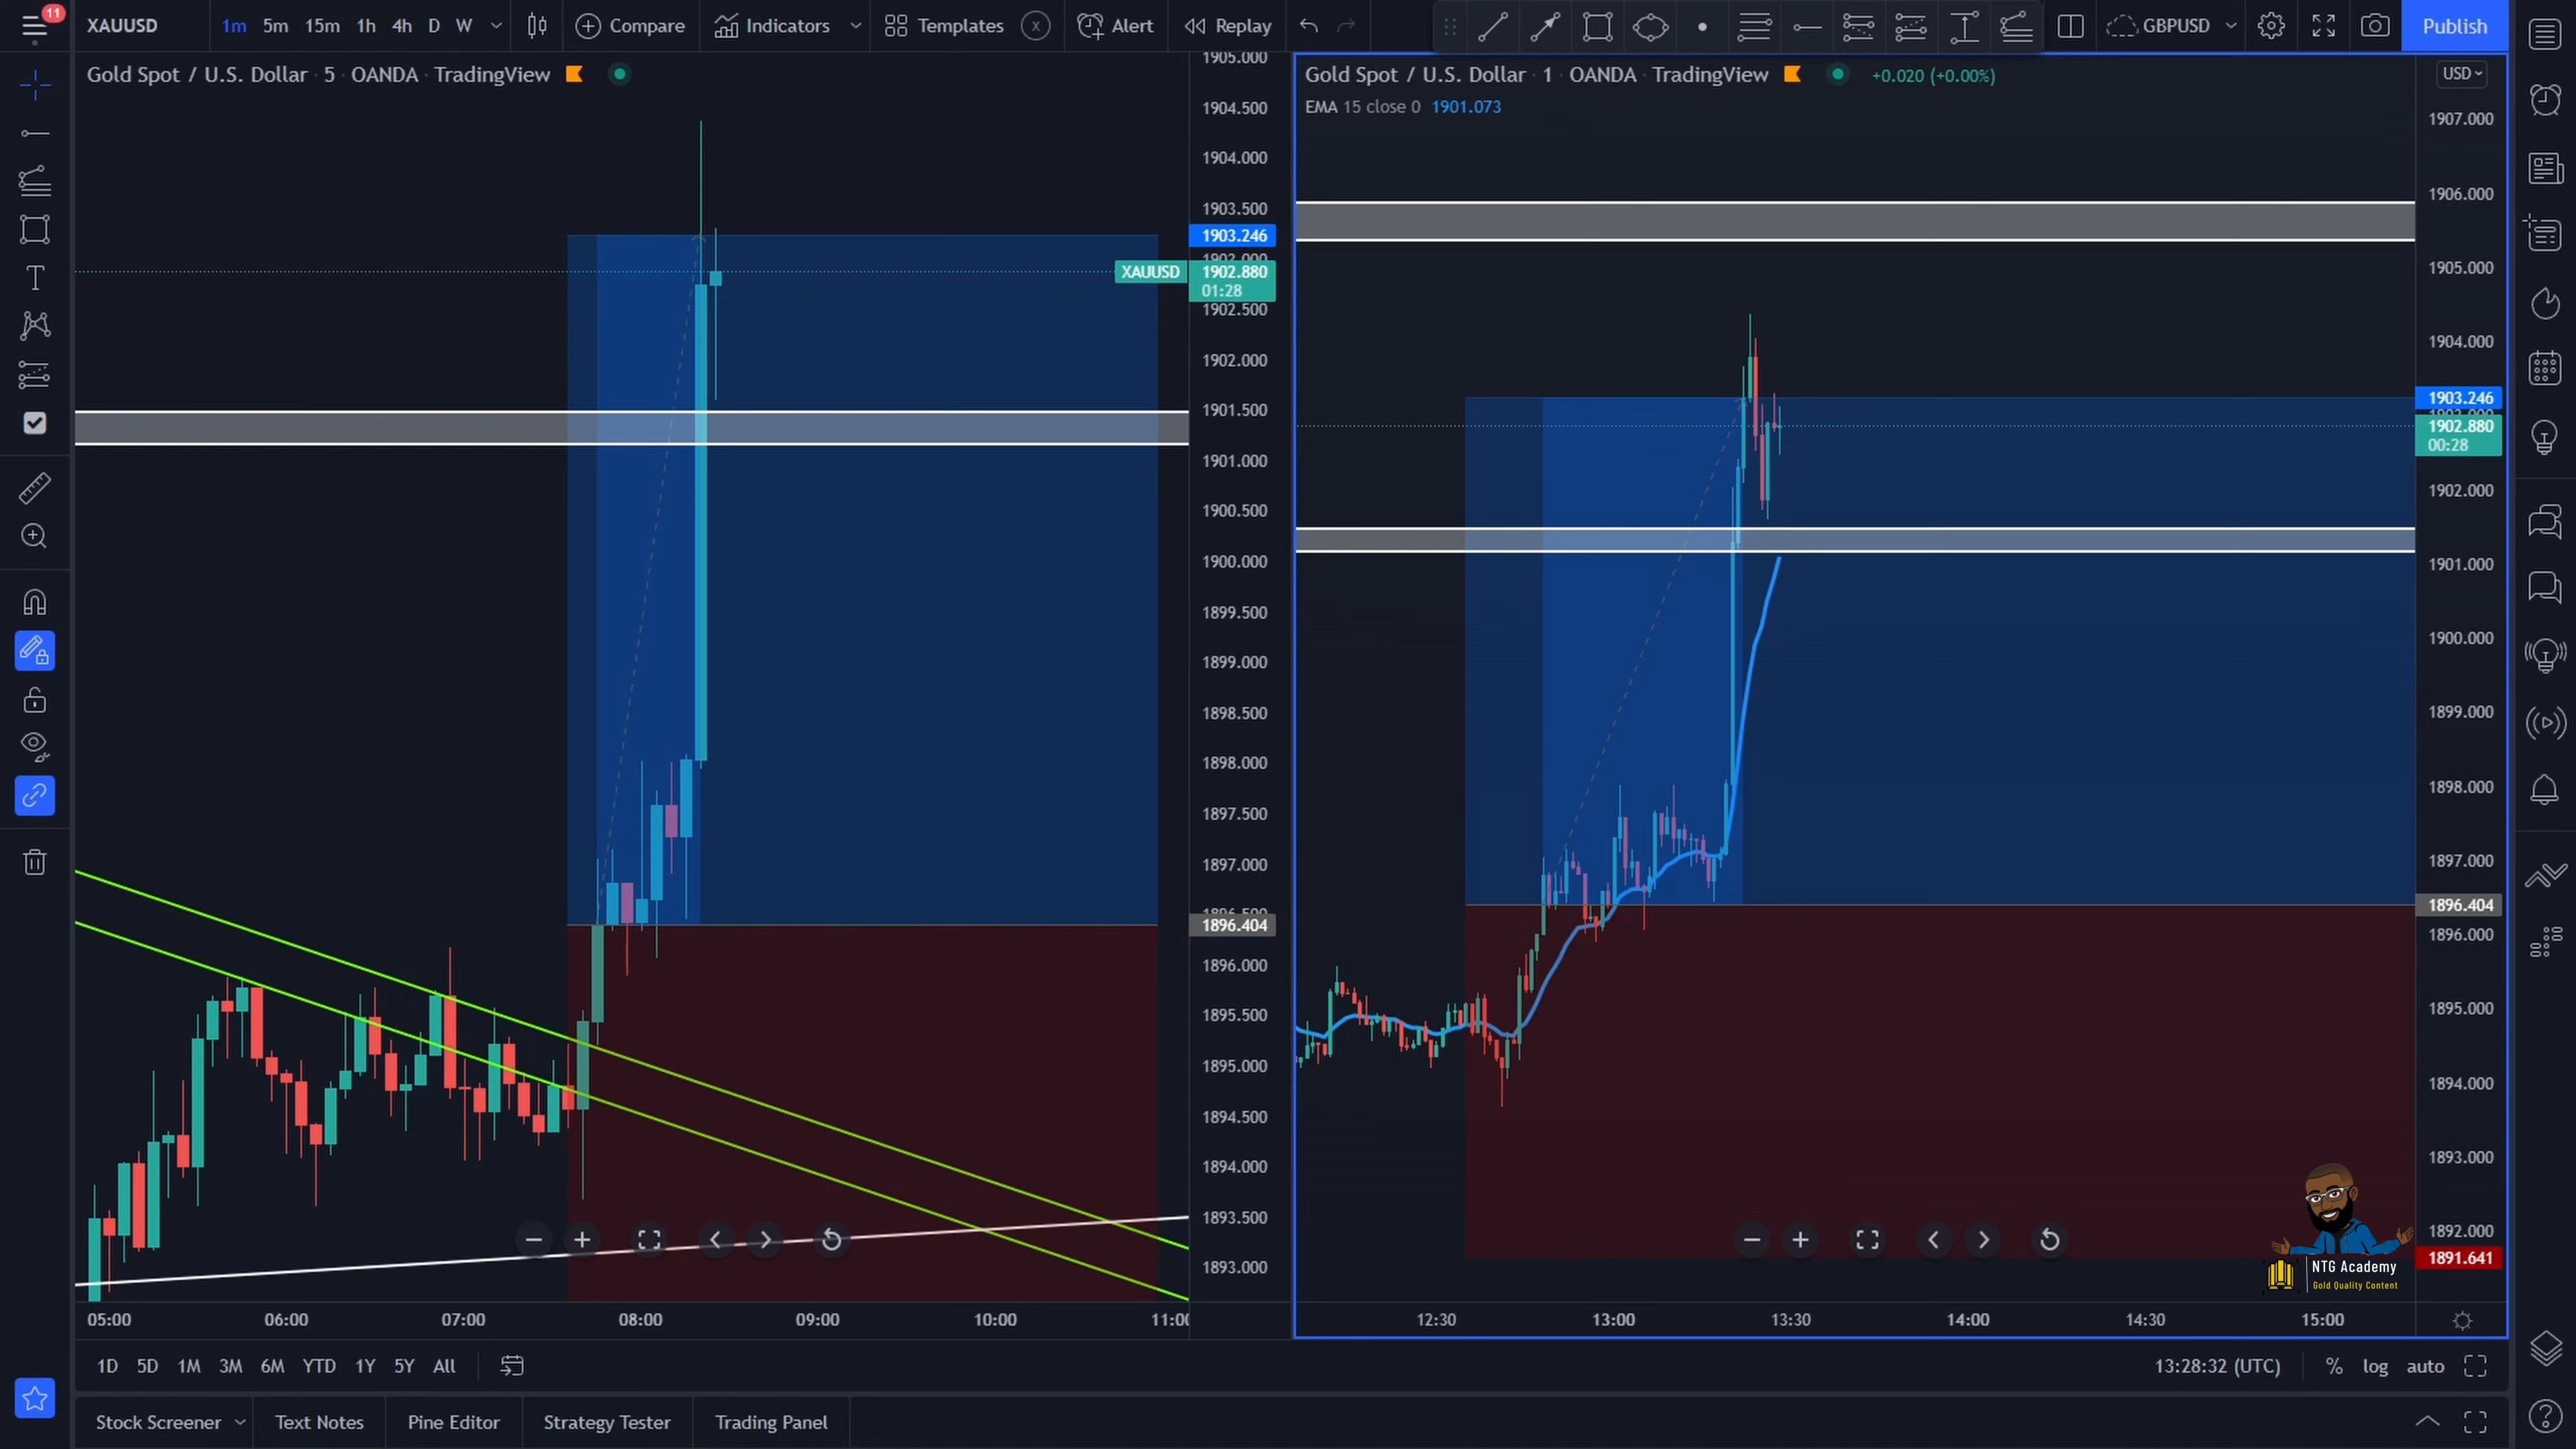 11
XAUUSD
1m 5m 15m 1h 4h D W
Compare
Indicators
Templates
x
Alert
Replay
GBPUSD
Publish
Gold Spot / U.S. Dollar · 5 · OANDA · TradingView
1905.000
1904.500
1904.000
1903.500
1903.246
XAUUSD 1902.880
01:28
1902.500
1902.000
1901.500
1901.000
1900.500
1900.000
1899.500
1899.000
1898.500
1898.000
1897.500
1897.000
1896.404
1896.000
1895.500
1895.000
1894.500
1894.000
1893.500
1893.000
05:00 06:00 07:00 08:00 09:00 10:00
Gold Spot / U.S. Dollar · 1 · OANDA · TradingView +0.020 (+0.00%)
EMA 15 close 0 1901.073
USD
1907.000
1906.000
1905.000
1904.000
1903.246
1902.880
00:28
1902.000
1901.000
1900.000
1899.000
1898.000
1897.000
1896.404
1896.000
1895.000
1894.000
1893.000
1892.000
1891.641
NTG Academy
Gold Quality Content
12:30 13:00 13:30 14:00 14:30 15:00
1D 5D 1M 3M 6M YTD 1Y 5Y All
13:28:32 (UTC) % log auto
Stock Screener Text Notes Pine Editor Strategy Tester Trading Panel